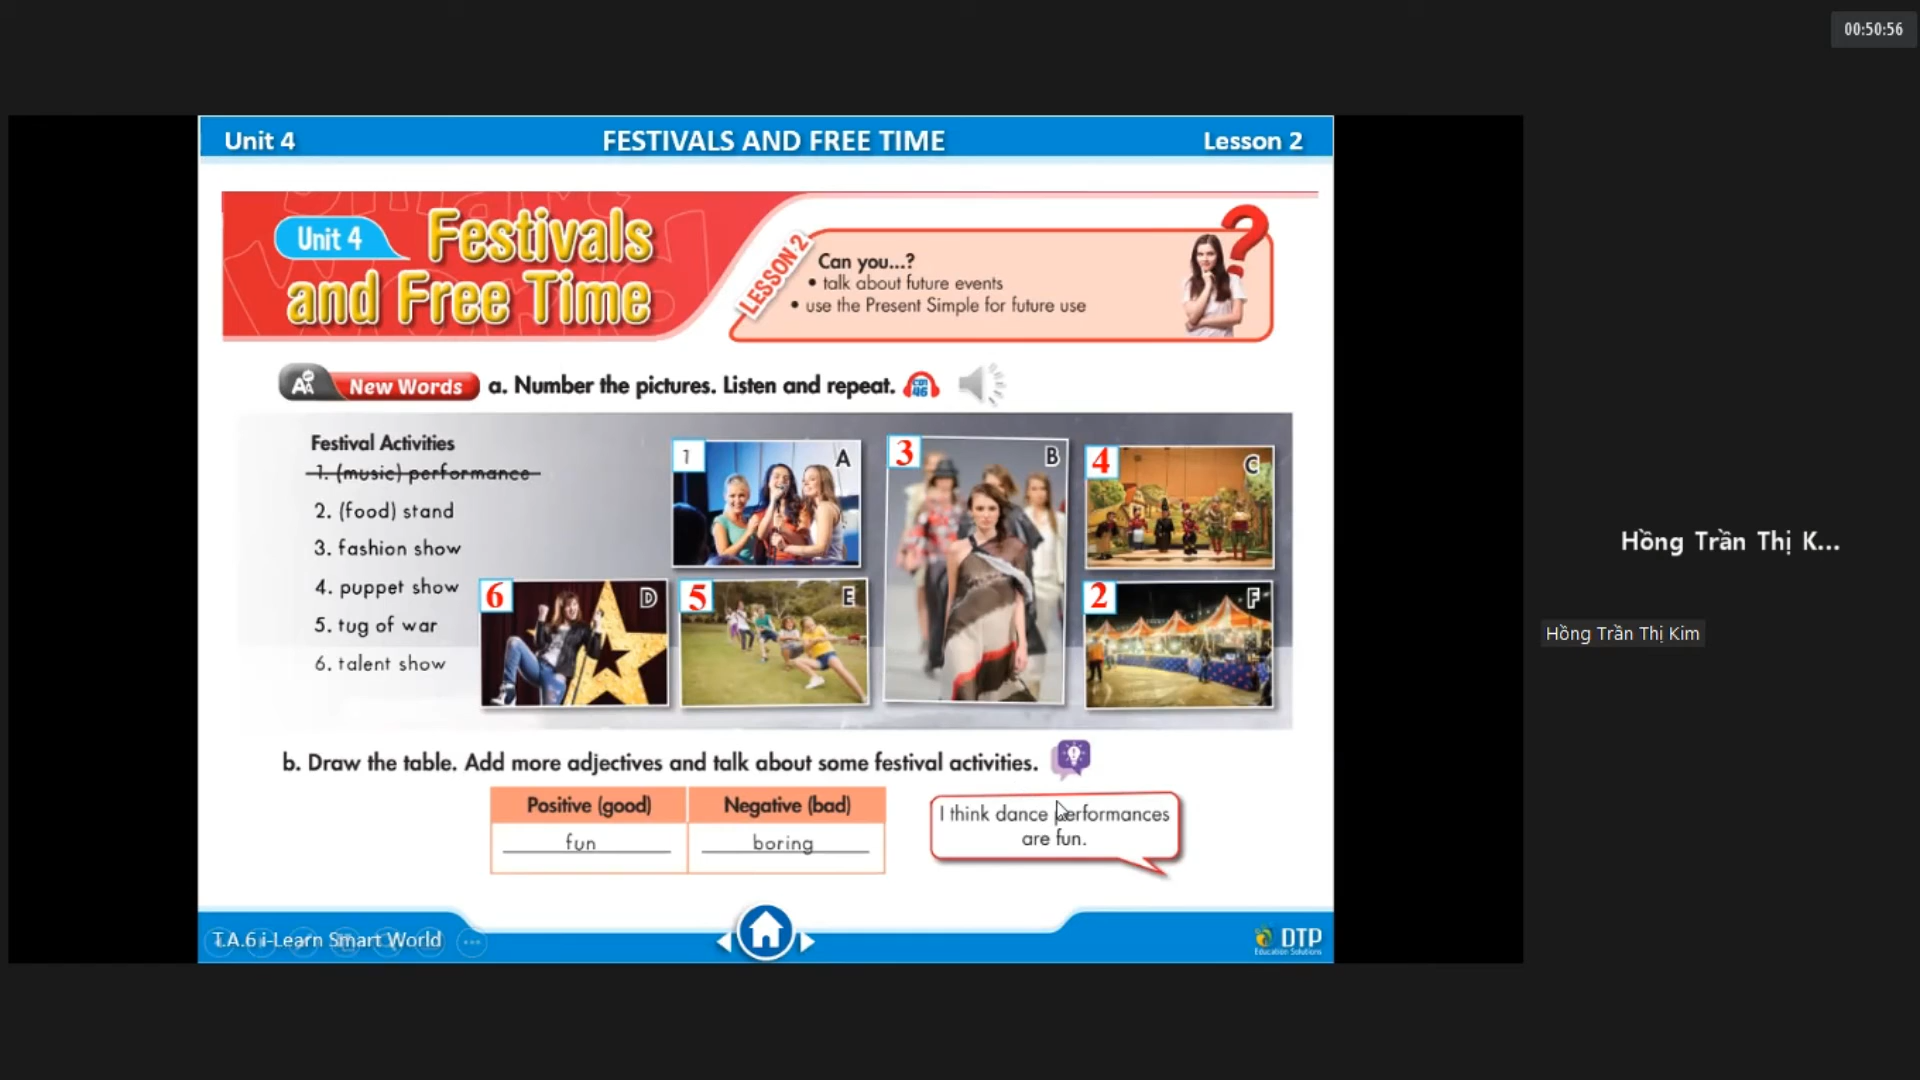 00:50:56
Unit 4
FESTIVALS AND FREE TIME
Lesson 2
Unit 4
Festivals
and Free Time
LESSON 2
Can you...?
• talk about future events
• use the Present Simple for future use
New Words
a. Number the pictures. Listen and repeat.
CD1
46
Festival Activities
1. (music) performance
2. (food) stand
3. fashion show
4. puppet show
5. tug of war
6. talent show
1
A
3
B
4
C
6
D
5
E
2
F
b. Draw the table. Add more adjectives and talk about some festival activities.
Positive (good)
Negative (bad)
fun
boring
I think dance performances
are fun.
T.A.6 i-Learn Smart World
DTP
Education Solutions
Hồng Trần Thị K...
Hồng Trần Thị Kim